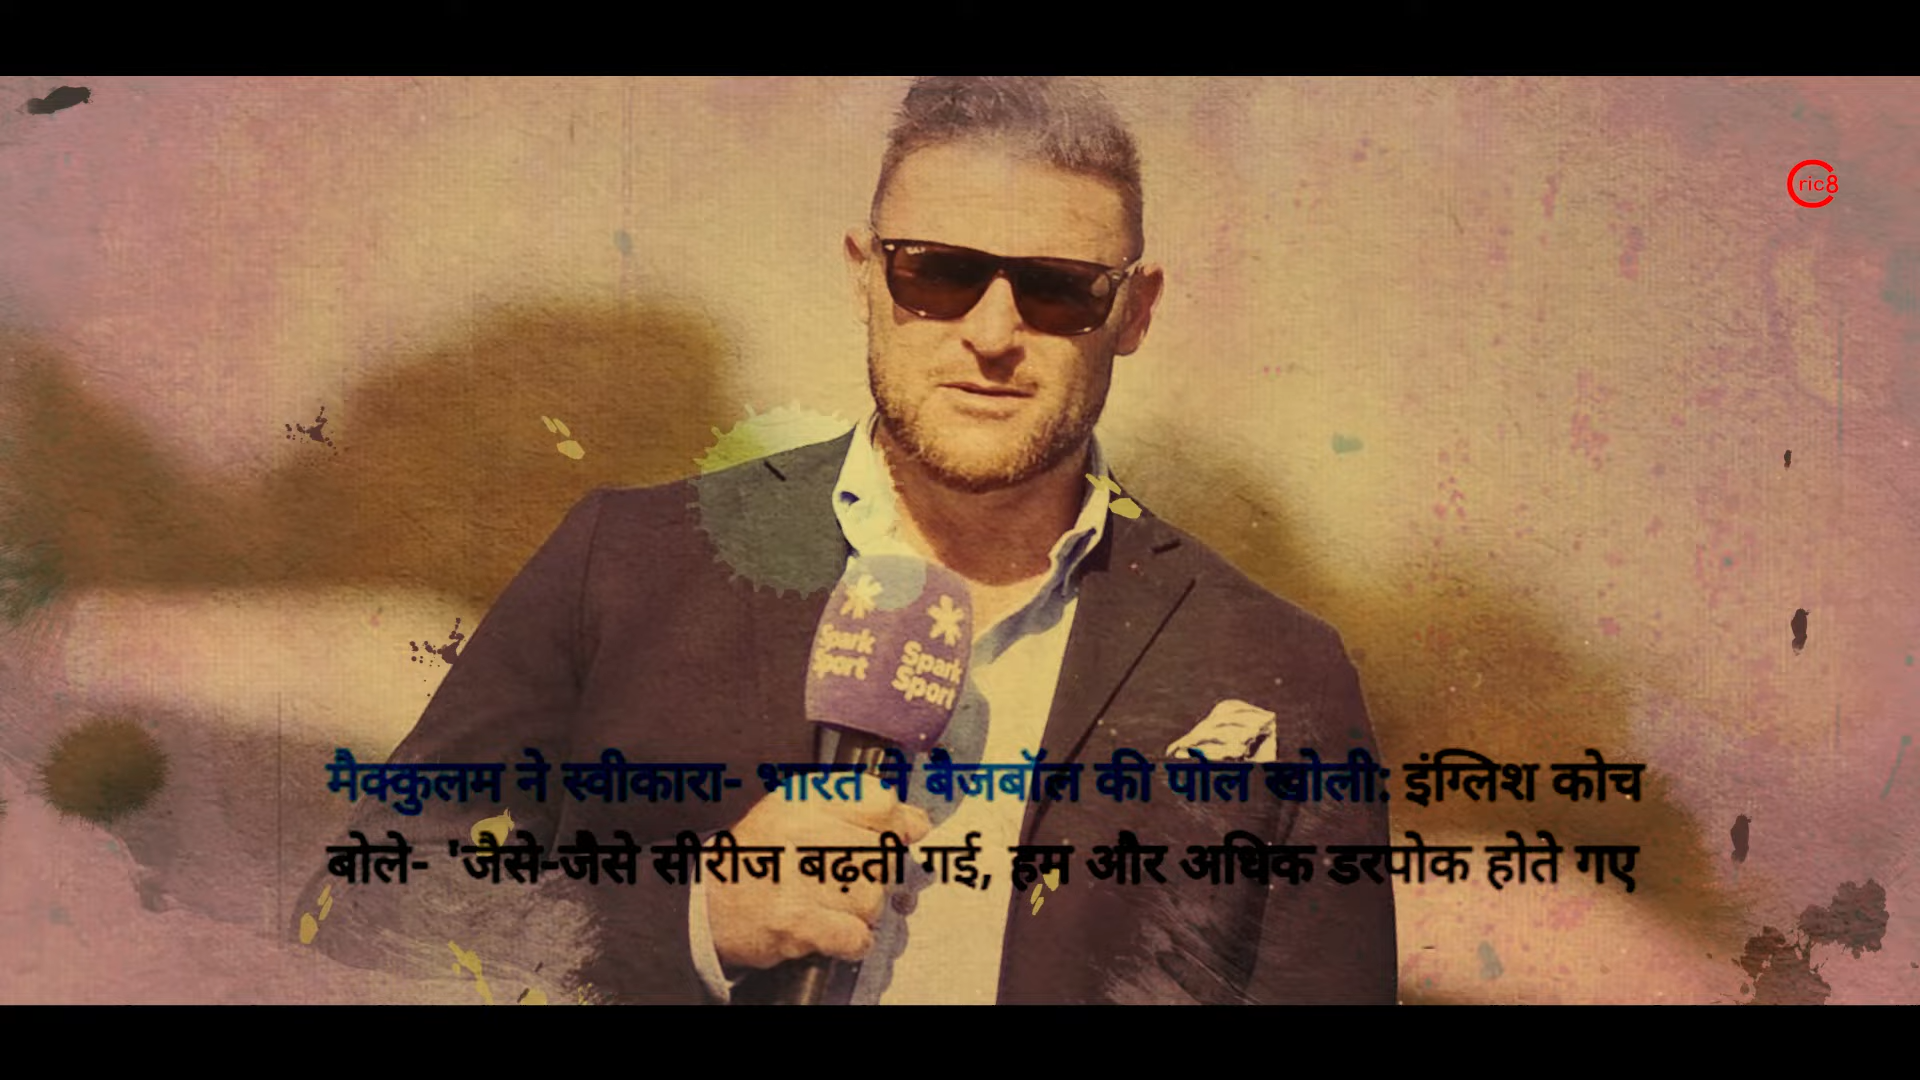 Cric8
Spark
Sport
Spark
Sport
मैक्कुलम ने स्वीकारा- भारत ने बैजबॉल की पोल खोली: इंग्लिश कोच
बोले- 'जैसे-जैसे सीरीज बढ़ती गई, हम और अधिक डरपोक होते गए